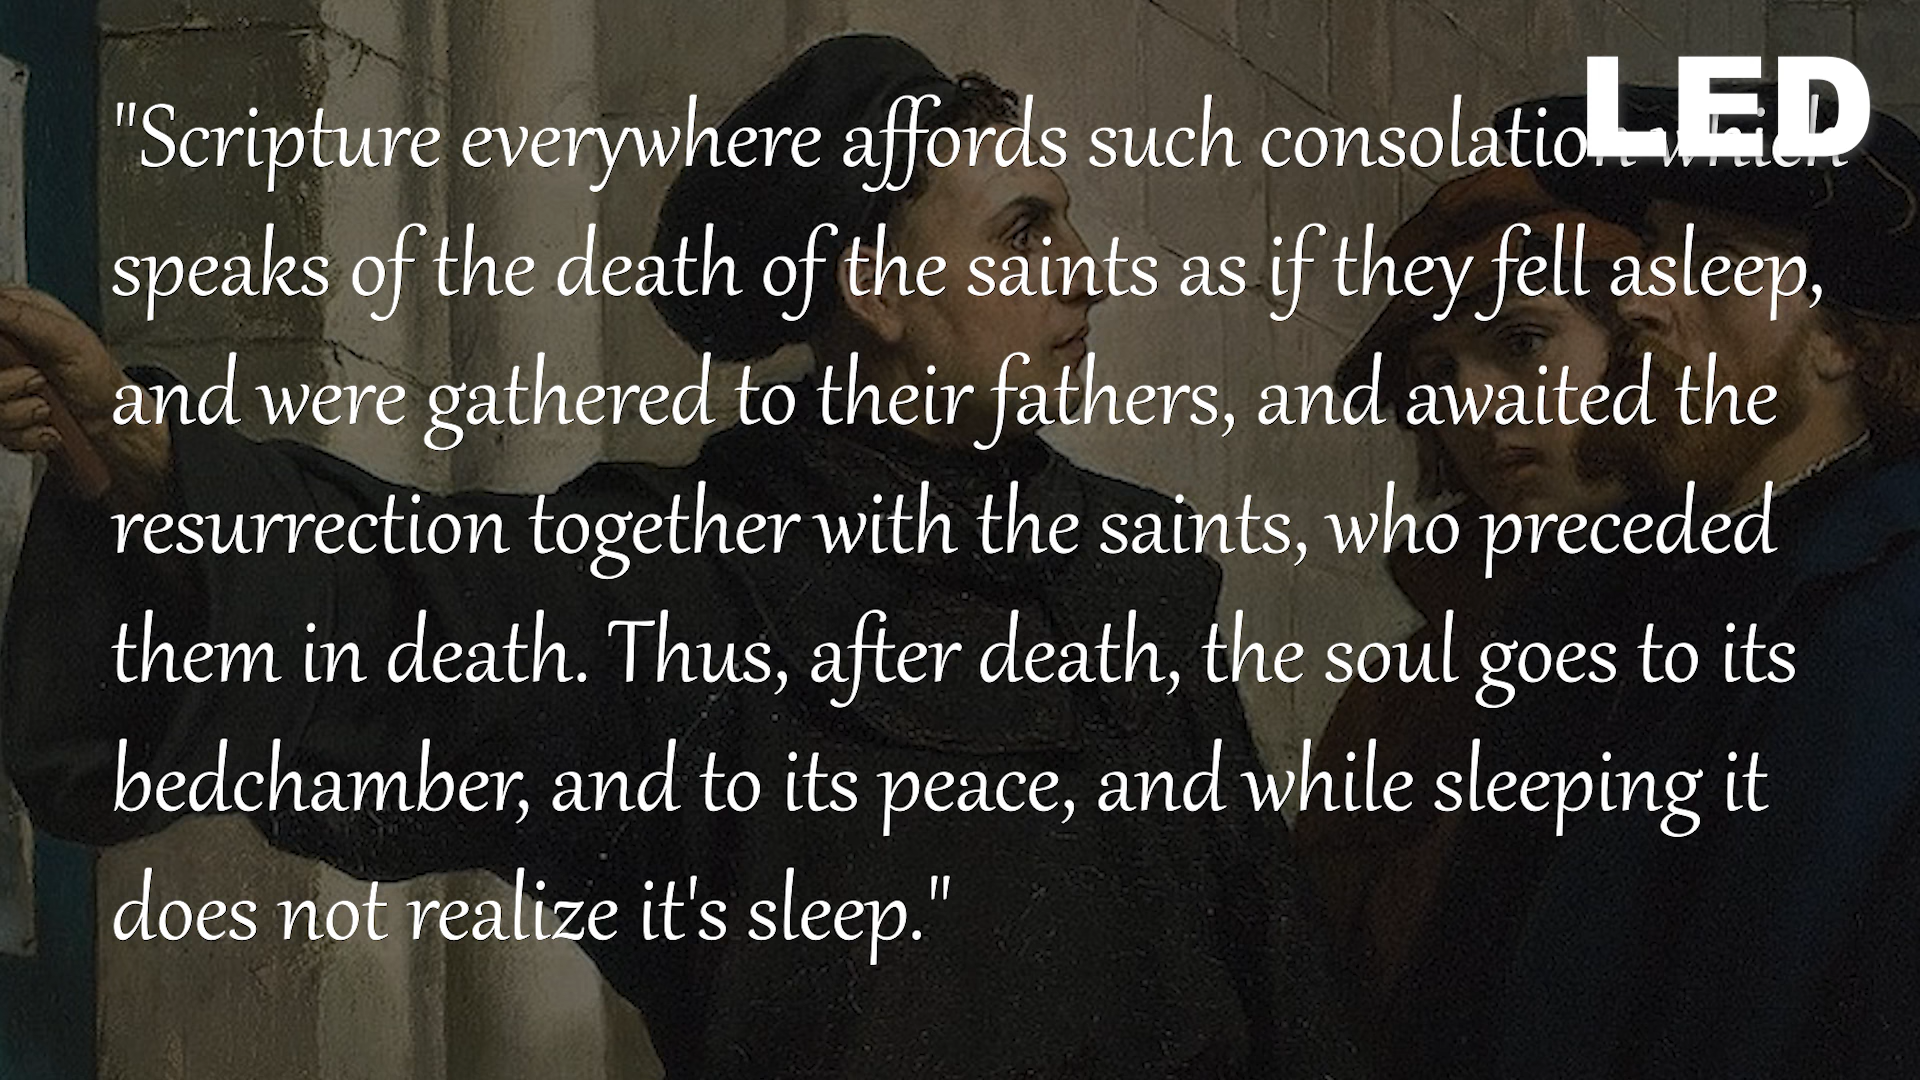 LED
"Scripture everywhere affords such consolation which
speaks of the death of the saints as if they fell asleep,
and were gathered to their fathers, and awaited the
resurrection together with the saints, who preceded
them in death. Thus, after death, the soul goes to its
bedchamber, and to its peace, and while sleeping it
does not realize it's sleep."